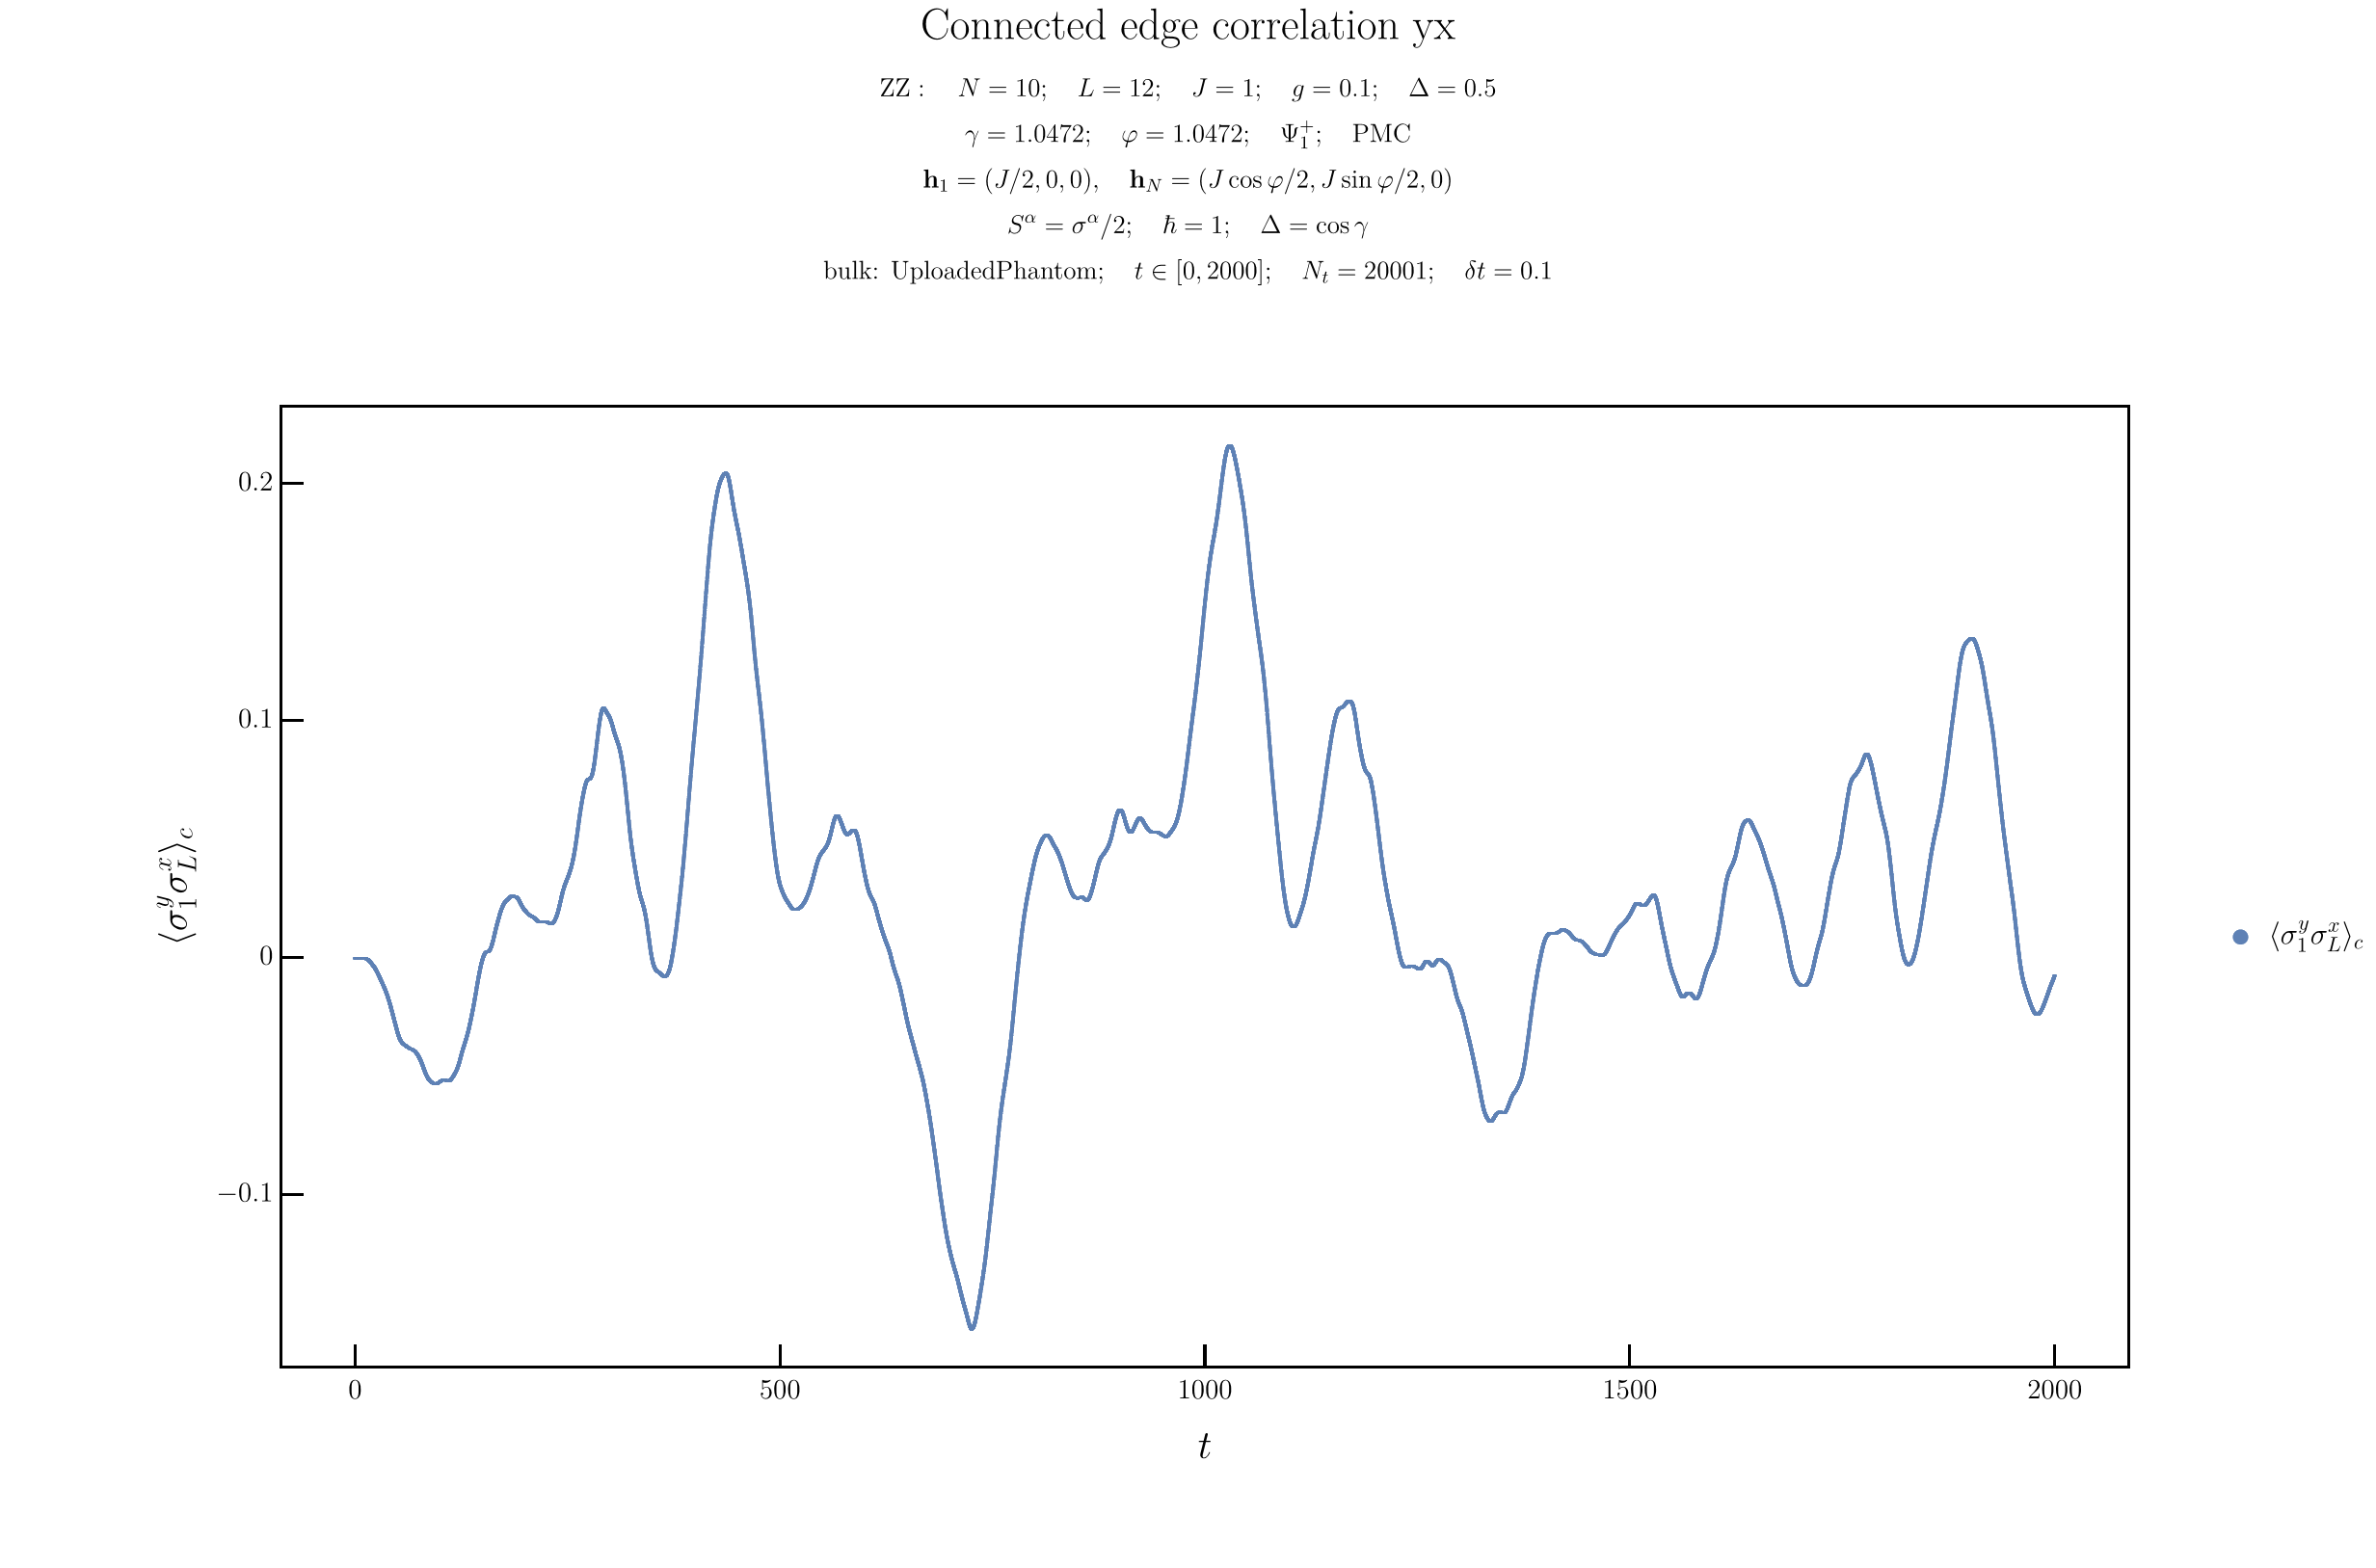 Connected edge correlation yx
ZZ : N = 10; L = 12; J = 1; g = 0.1; Δ = 0.5
γ = 1.0472; φ = 1.0472; Ψ₁⁺; PMC
h₁ = (J/2, 0, 0), h_N = (J cos φ/2, J sin φ/2, 0)
S^α = σ^α/2; ℏ = 1; Δ = cos γ
bulk: UploadedPhantom; t ∈ [0, 2000]; N_t = 20001; δt = 0.1
⟨σ₁^y σ_L^x⟩_c
0.2
0.1
0
−0.1
⟨σ₁^y σ_L^x⟩_c
0 500 1000 1500 2000
t